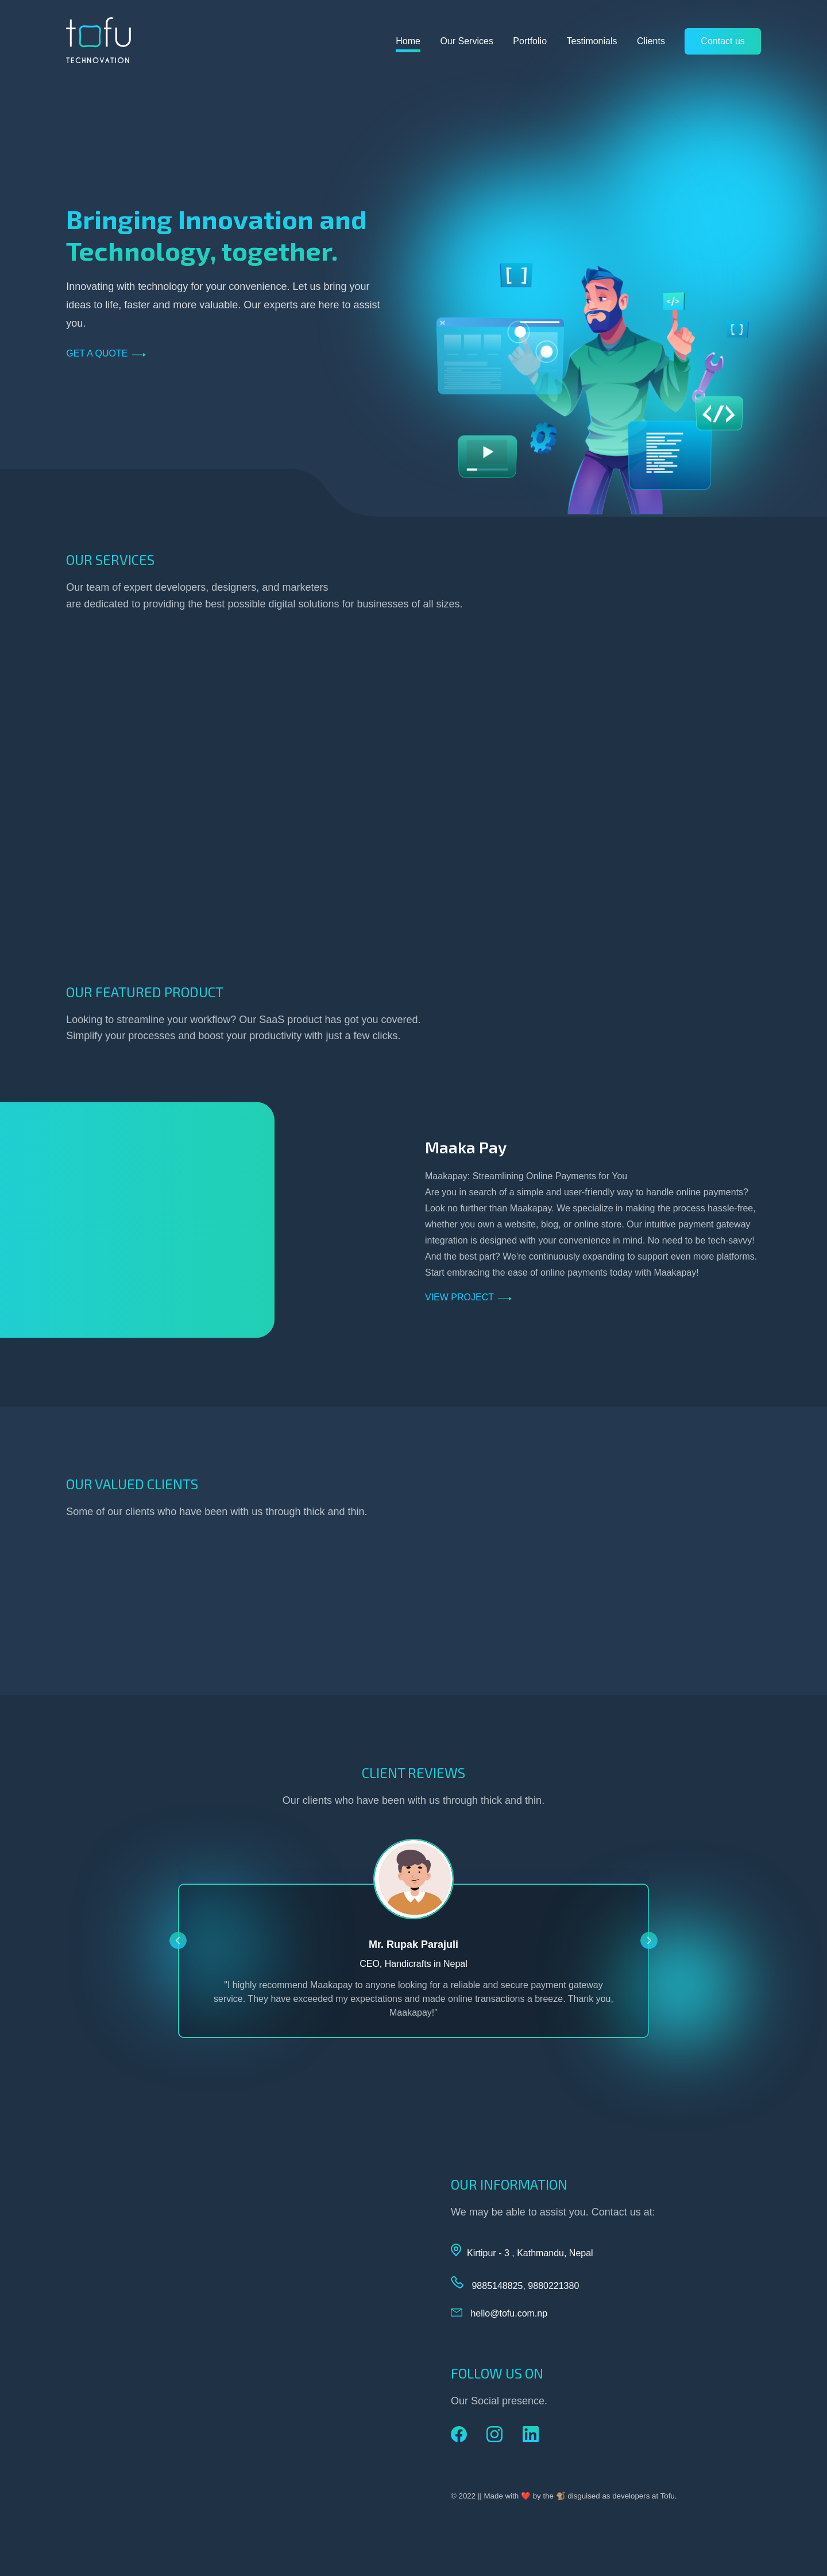 tofu
TECHNOVATION
Home Our Services Portfolio Testimonials Clients Contact us
Bringing Innovation and
Technology, together.
Innovating with technology for your convenience. Let us bring your
ideas to life, faster and more valuable. Our experts are here to assist
you.
GET A QUOTE
[ ]
</>
[ ]
</>
OUR SERVICES
Our team of expert developers, designers, and marketers
are dedicated to providing the best possible digital solutions for businesses of all sizes.
OUR FEATURED PRODUCT
Looking to streamline your workflow? Our SaaS product has got you covered.
Simplify your processes and boost your productivity with just a few clicks.
Maaka Pay
Maakapay: Streamlining Online Payments for You
Are you in search of a simple and user-friendly way to handle online payments?
Look no further than Maakapay. We specialize in making the process hassle-free,
whether you own a website, blog, or online store. Our intuitive payment gateway
integration is designed with your convenience in mind. No need to be tech-savvy!
And the best part? We're continuously expanding to support even more platforms.
Start embracing the ease of online payments today with Maakapay!
VIEW PROJECT
OUR VALUED CLIENTS
Some of our clients who have been with us through thick and thin.
CLIENT REVIEWS
Our clients who have been with us through thick and thin.
Mr. Rupak Parajuli
CEO, Handicrafts in Nepal
"I highly recommend Maakapay to anyone looking for a reliable and secure payment gateway
service. They have exceeded my expectations and made online transactions a breeze. Thank you,
Maakapay!"
OUR INFORMATION
We may be able to assist you. Contact us at:
Kirtipur - 3 , Kathmandu, Nepal
9885148825, 9880221380
hello@tofu.com.np
FOLLOW US ON
Our Social presence.
© 2022 || Made with ❤️ by the 🐒 disguised as developers at Tofu.